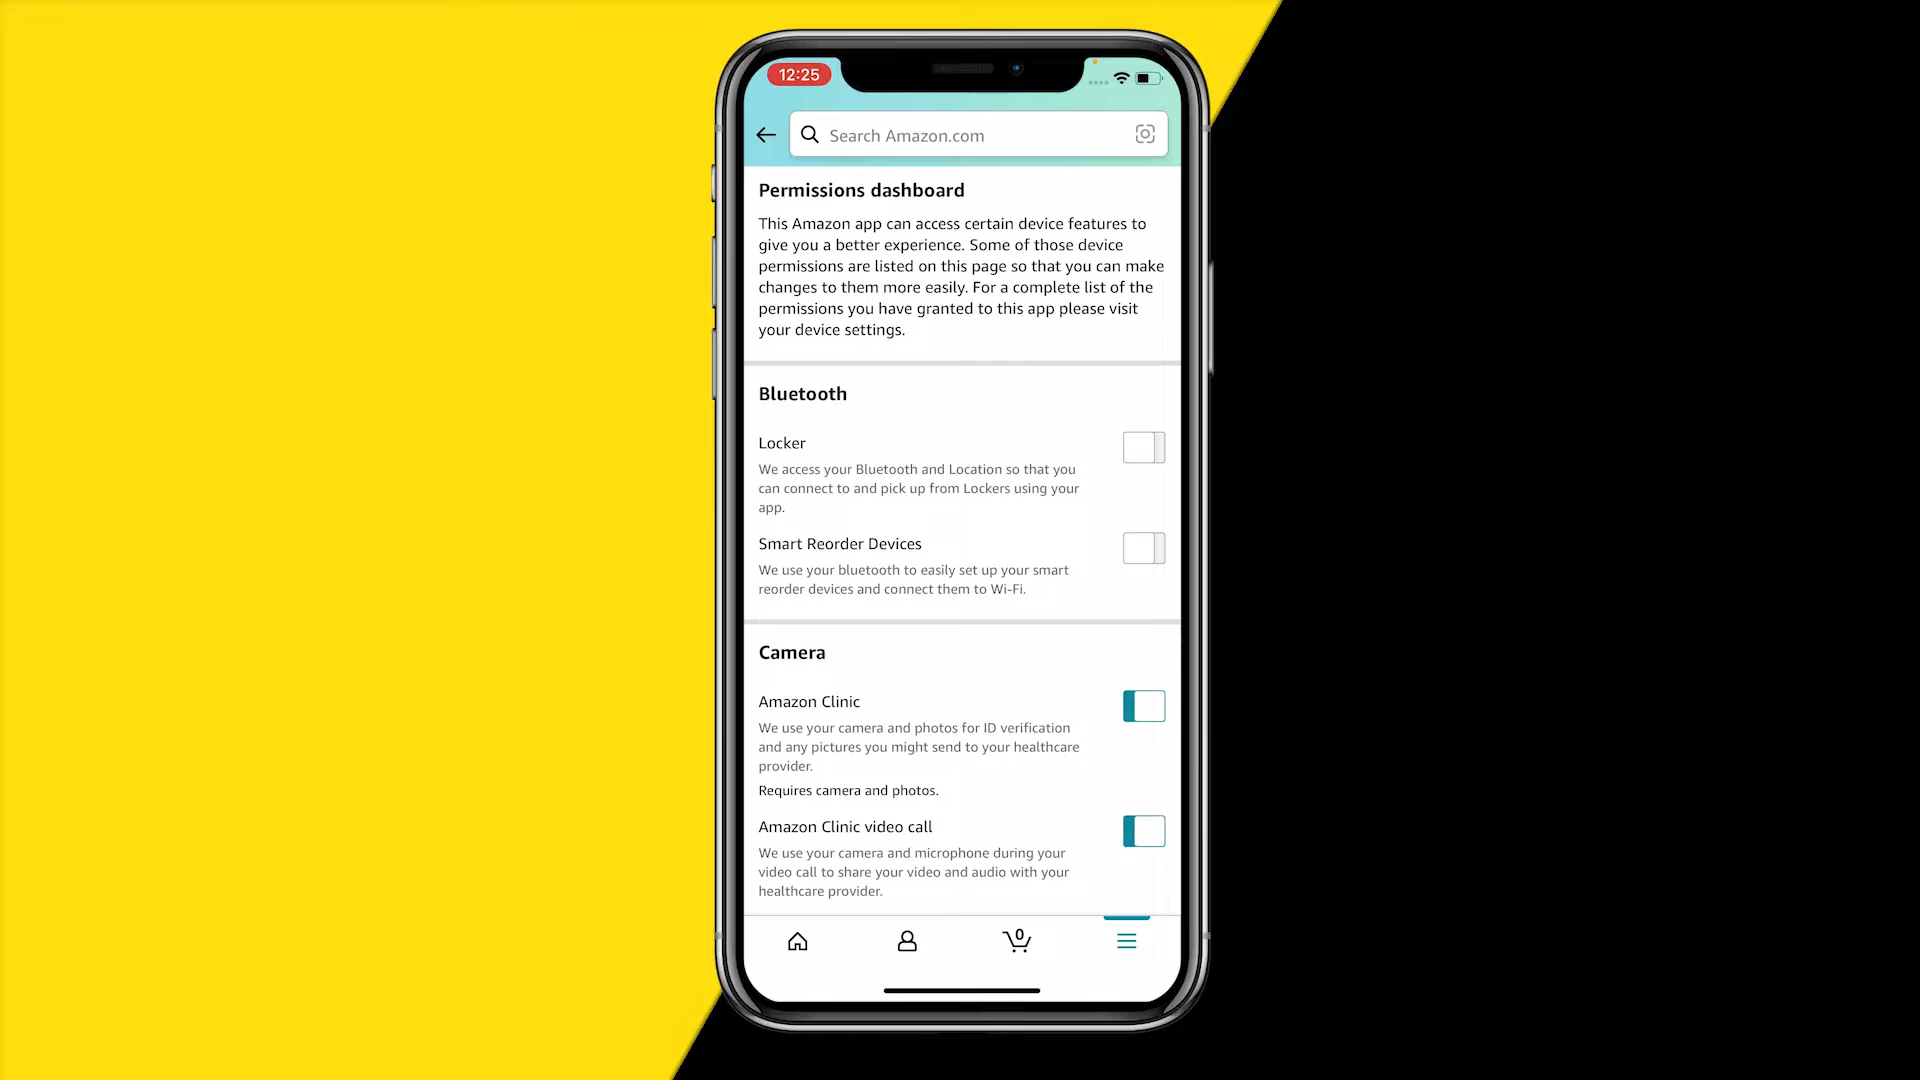 12:25
Search Amazon.com
Permissions dashboard
This Amazon app can access certain device features to
give you a better experience. Some of those device
permissions are listed on this page so that you can make
changes to them more easily. For a complete list of the
permissions you have granted to this app please visit
your device settings.
Bluetooth
Locker
We access your Bluetooth and Location so that you
can connect to and pick up from Lockers using your
app.
Smart Reorder Devices
We use your bluetooth to easily set up your smart
reorder devices and connect them to Wi-Fi.
Camera
Amazon Clinic
We use your camera and photos for ID verification
and any pictures you might send to your healthcare
provider.
Requires camera and photos.
Amazon Clinic video call
We use your camera and microphone during your
video call to share your video and audio with your
healthcare provider.
0